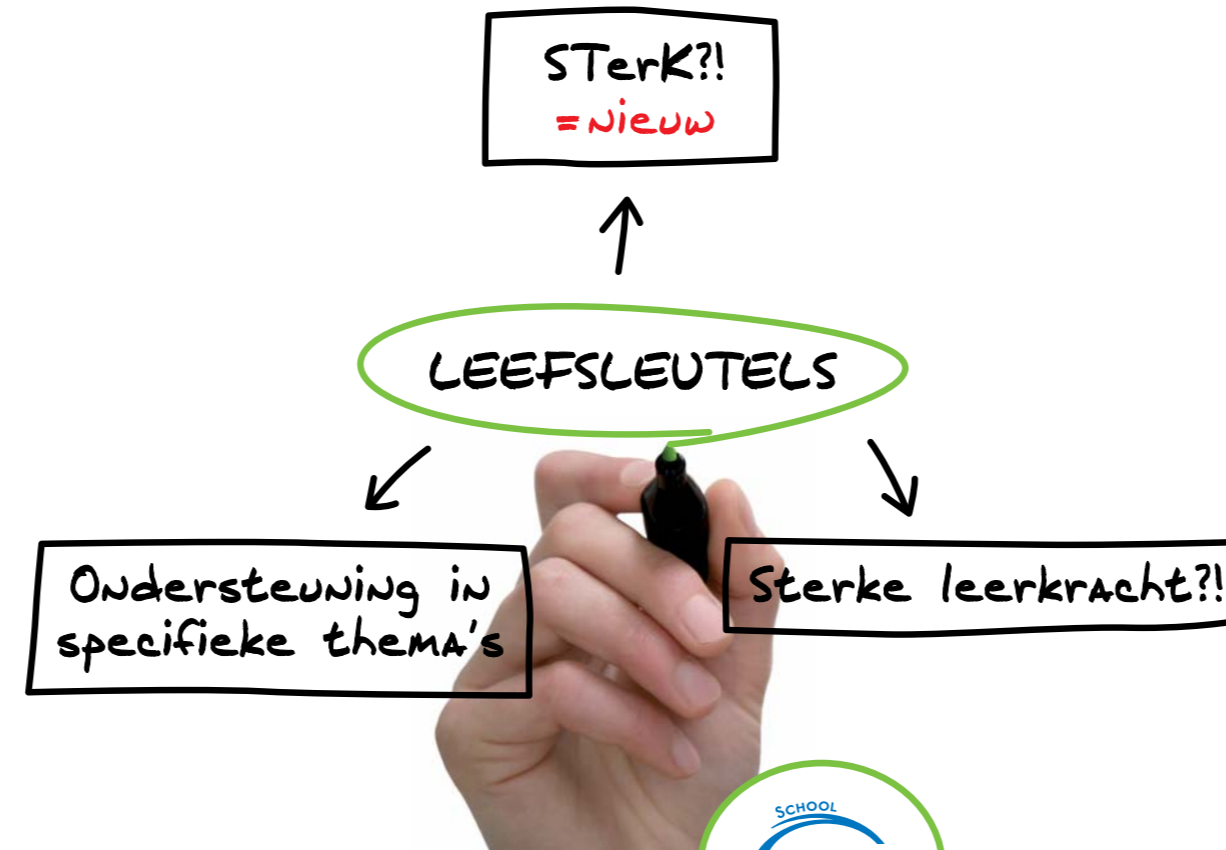 STerK?!
=Nieuw
LEEFSLEUTELS
Ondersteuning in
specifieke thema's
Sterke leerkracht?!
SCHOOL